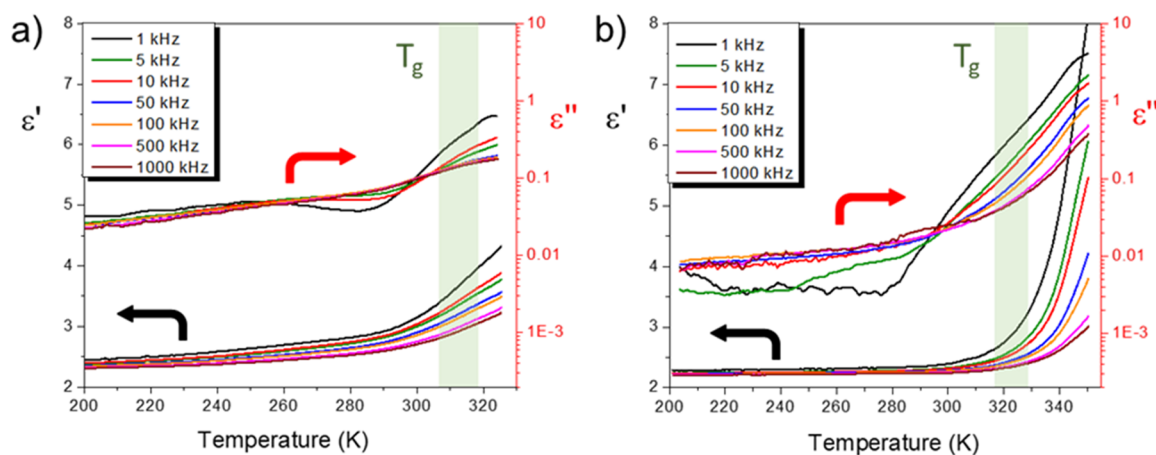 a)
8
7
6
5
4
3
2
ε'
1 kHz
5 kHz
10 kHz
50 kHz
100 kHz
500 kHz
1000 kHz
Tg
10
1
0.1
0.01
1E-3
ε"
200 220 240 260 280 300 320
Temperature (K)
b)
8
7
6
5
4
3
2
ε'
1 kHz
5 kHz
10 kHz
50 kHz
100 kHz
500 kHz
1000 kHz
Tg
10
1
0.1
0.01
1E-3
ε"
200 220 240 260 280 300 320 340
Temperature (K)